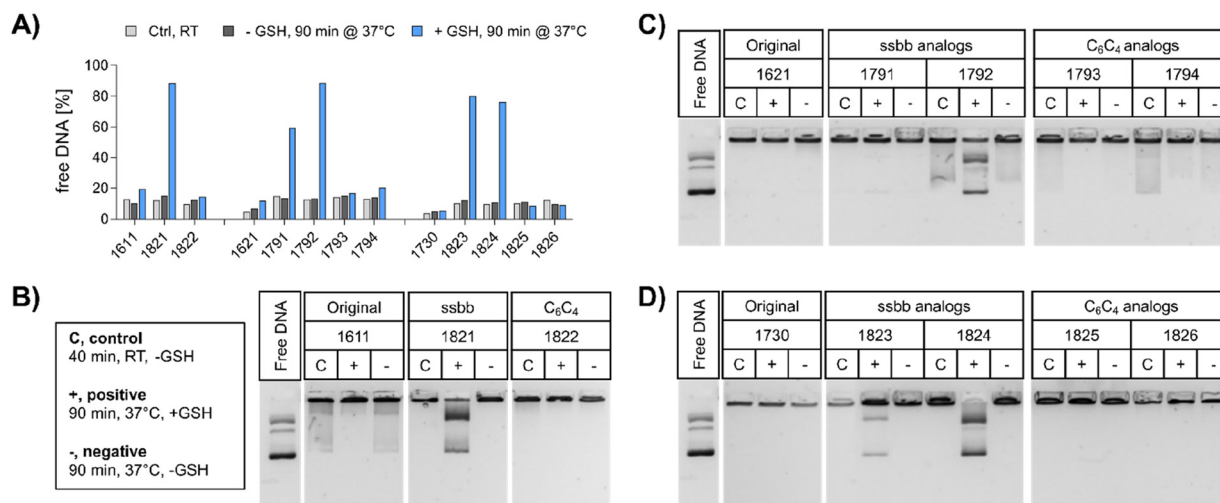 A)
Ctrl, RT - GSH, 90 min @ 37°C + GSH, 90 min @ 37°C
free DNA [%]
100
80
60
40
20
0
1611 1821 1822 1621 1791 1792 1793 1794 1730 1823 1824 1825 1826
B)
C, control
40 min, RT, -GSH
+, positive
90 min, 37°C, +GSH
-, negative
90 min, 37°C, -GSH
Free DNA
Original ssbb C₆C₄
1611 1821 1822
C + - C + - C + -
C)
Free DNA
Original ssbb analogs C₆C₄ analogs
1621 1791 1792 1793 1794
C + - C + - C + - C + - C + -
D)
Free DNA
Original ssbb analogs C₆C₄ analogs
1730 1823 1824 1825 1826
C + - C + - C + - C + - C + -